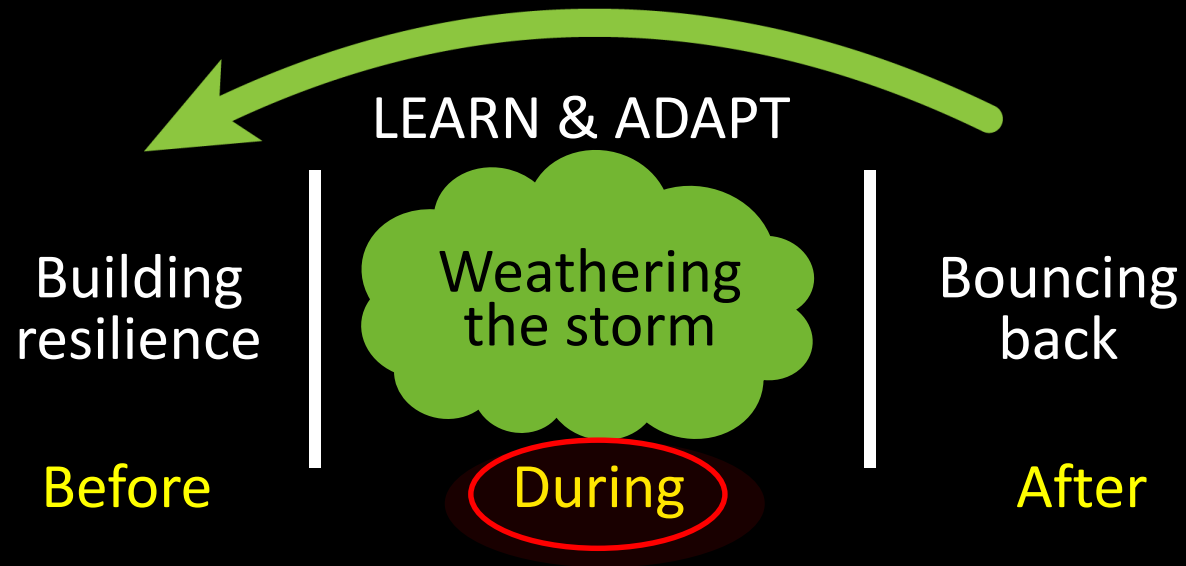 LEARN & ADAPT
Building
resilience
Weathering
the storm
Bouncing
back
Before
During
After